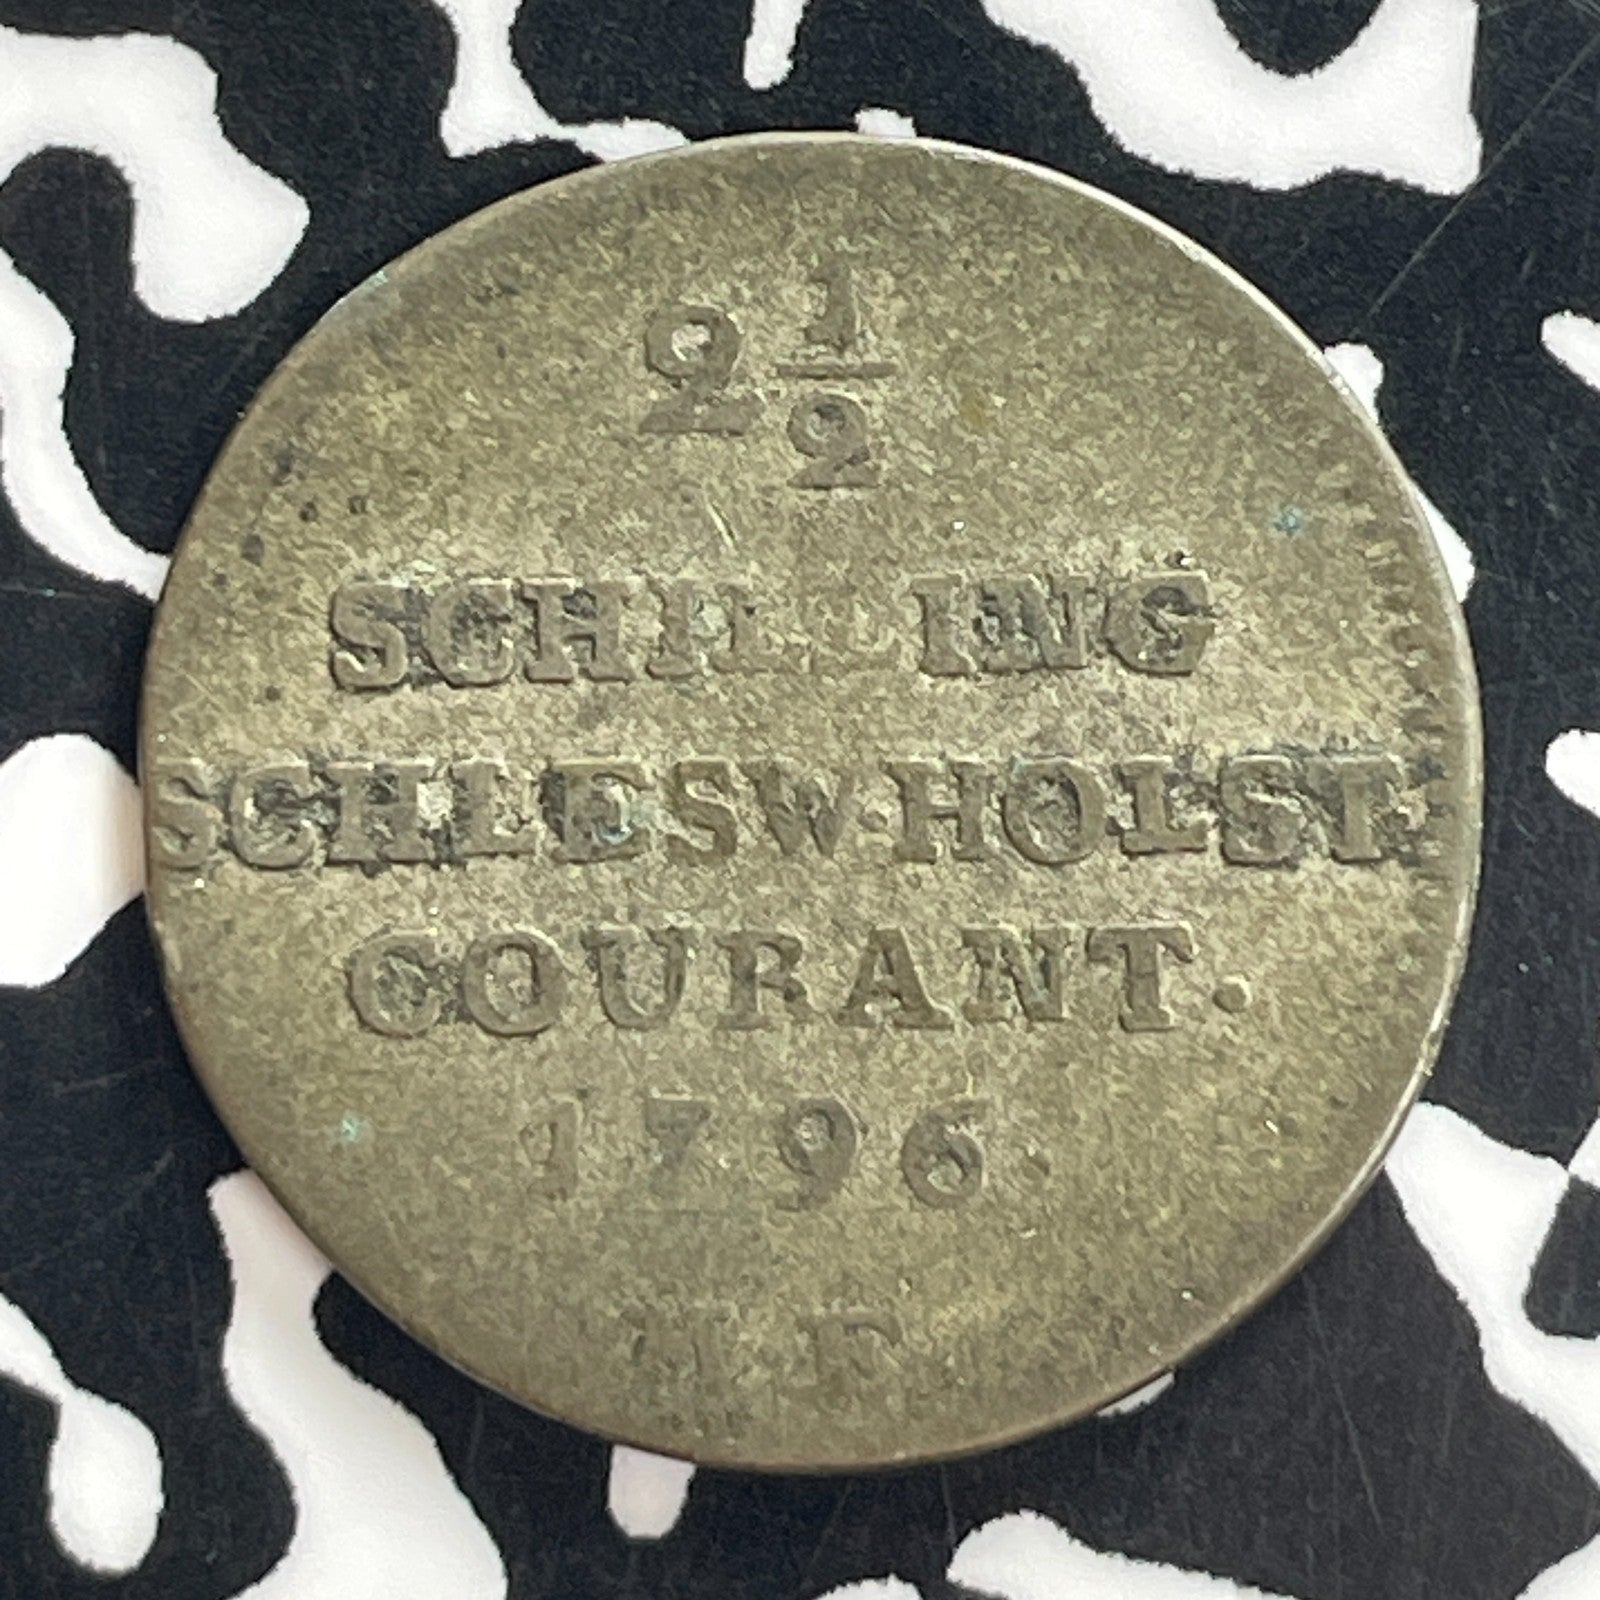 2 1/2
SCHILLING
SCHLESW·HOLST.
COURANT.
1796.